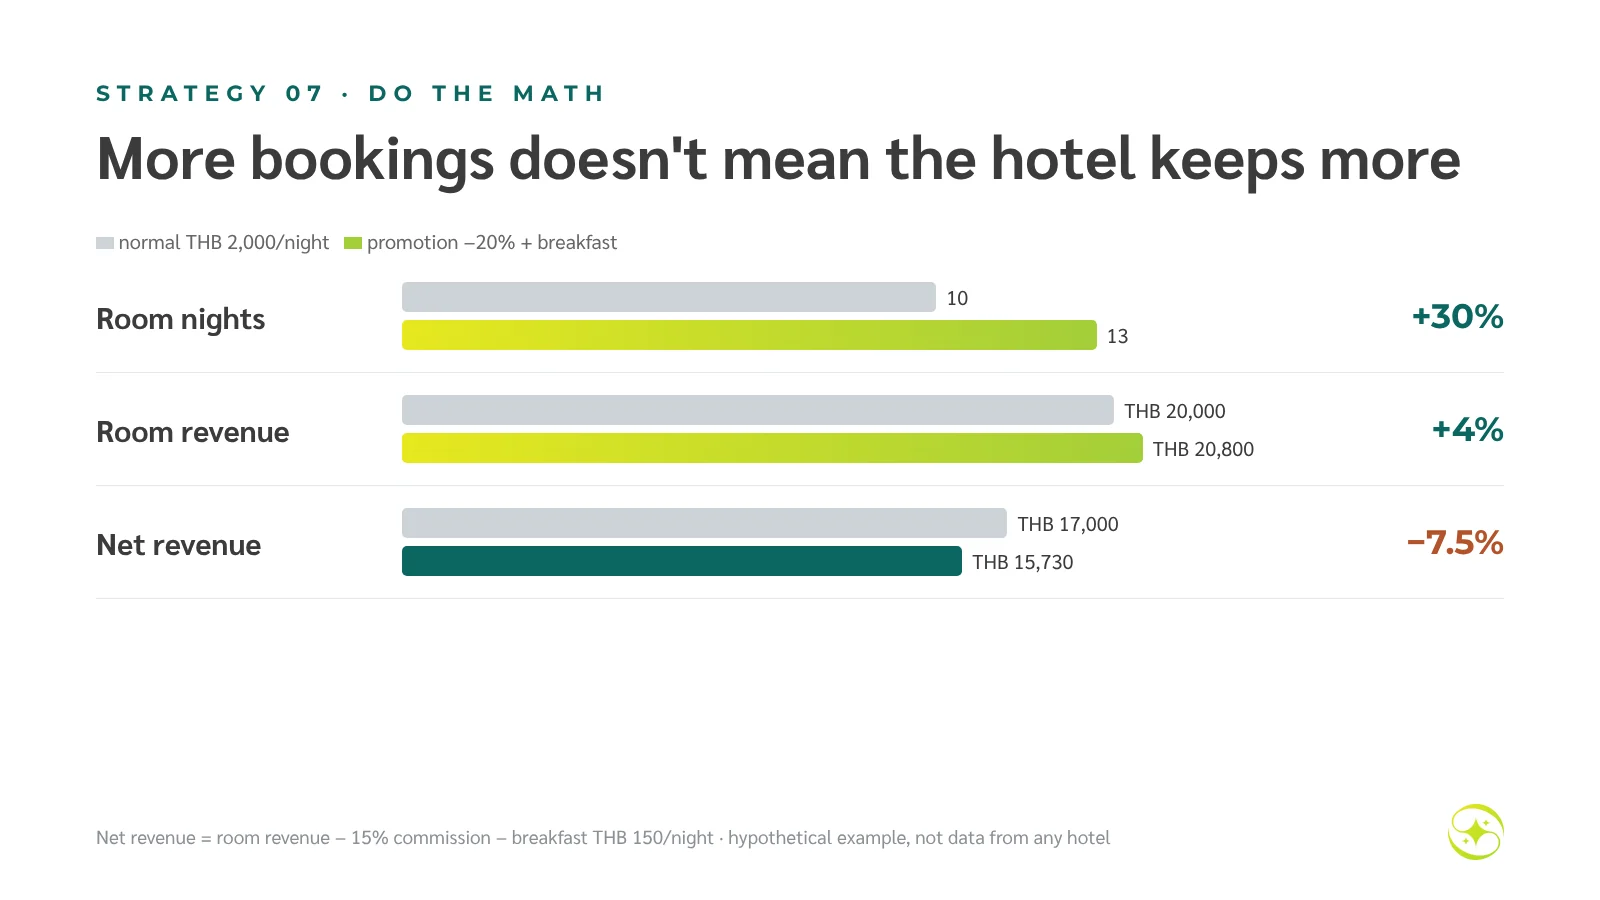 STRATEGY 07 · DO THE MATH
More bookings doesn't mean the hotel keeps more
normal THB 2,000/night promotion −20% + breakfast
Room nights
10
13
+30%
Room revenue
THB 20,000
THB 20,800
+4%
Net revenue
THB 17,000
THB 15,730
−7.5%
Net revenue = room revenue − 15% commission − breakfast THB 150/night · hypothetical example, not data from any hotel